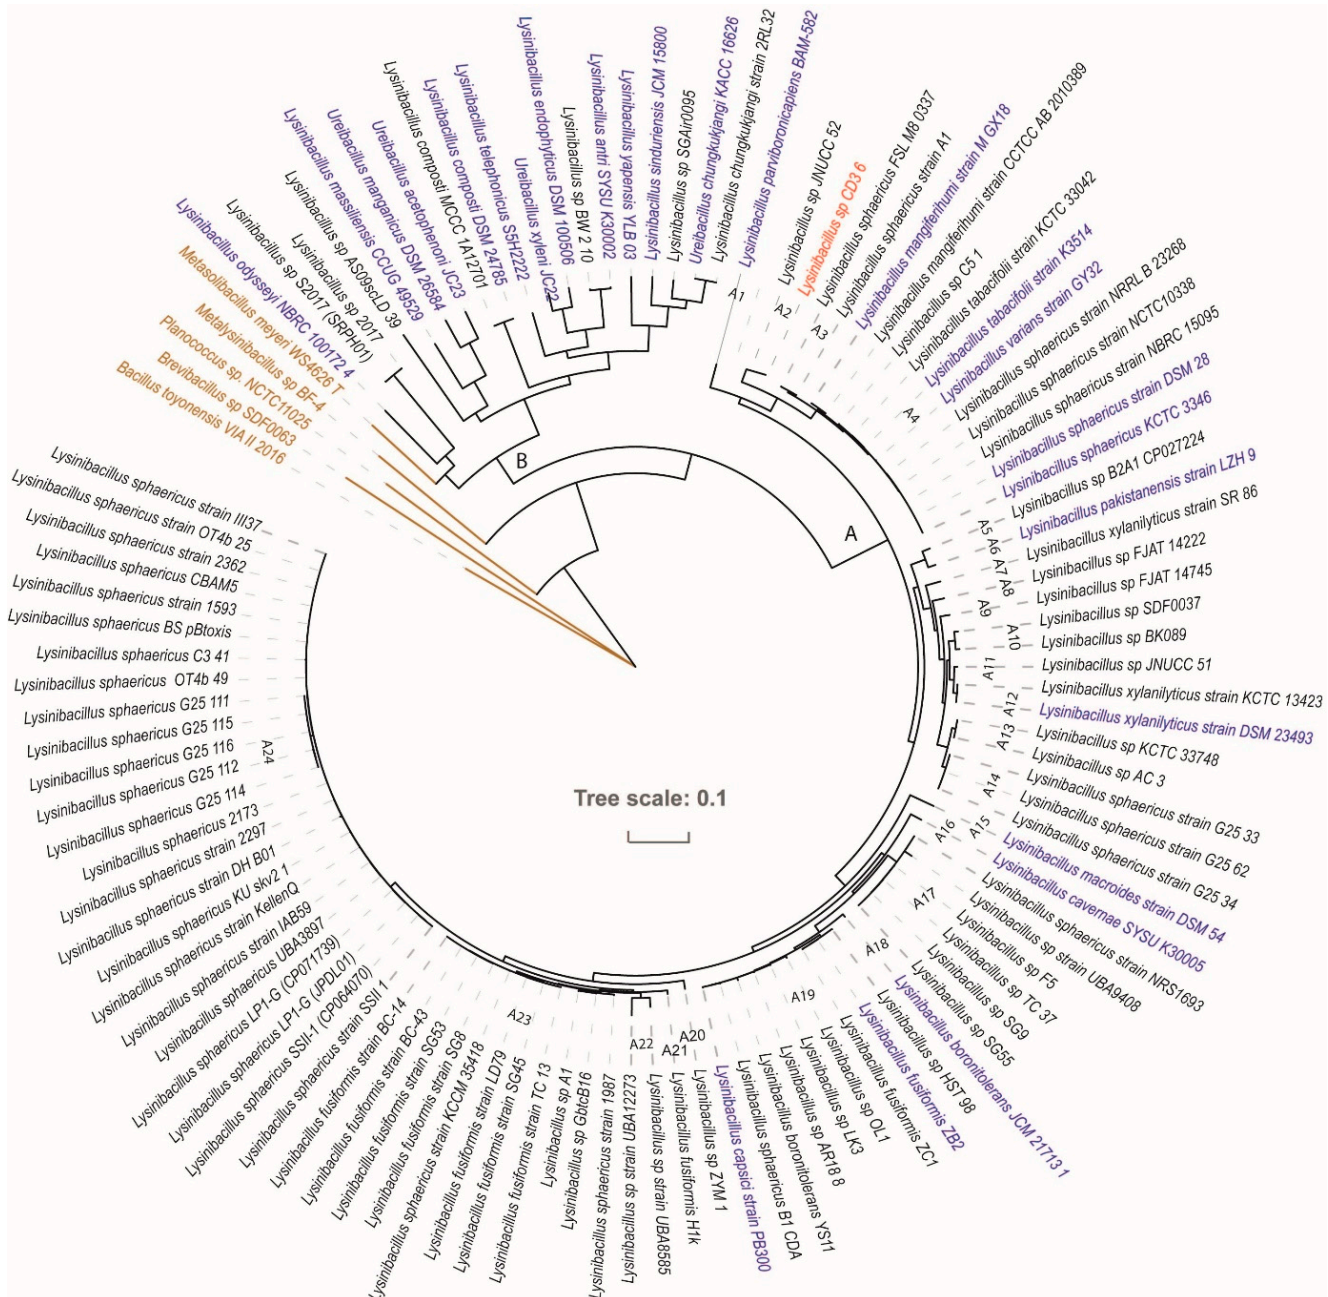 Lysinibacillus odysseyi NBRC 100172 4
Lysinibacillus sp S2017 (SRPH01)
Lysinibacillus sp 2017
Lysinibacillus sp AS09scLD 39
Lysinibacillus massiliensis CCUG 49529
Ureibacillus manganicus DSM 26584
Ureibacillus acetophenoni JC23
Lysinibacillus composti MCCC 1A12701
Lysinibacillus composti DSM 24785
Lysinibacillus telephonicus S5H2222
Ureibacillus xyleni JC22
Lysinibacillus endophyticus DSM 100506
Lysinibacillus sp BW 2 10
Lysinibacillus antri SYSU K30002
Lysinibacillus yapensis YLB 03
Lysinibacillus sinduriensis JCM 15800
Lysinibacillus sp SGAir0095
Ureibacillus chungkukjangi KACC 16626
Lysinibacillus chungkukjangi strain 2RL32
Lysinibacillus parviboronicapiens BAM-582
Lysinibacillus sp JNUCC 52
Lysinibacillus sp CD3 6
Lysinibacillus sphaericus FSL M8 0337
Lysinibacillus sphaericus strain A1
Lysinibacillus mangiferihumi strain M GX18
Lysinibacillus mangiferihumi strain CCTCC AB 2010389
Lysinibacillus sp C5 1
Lysinibacillus tabacifolii strain KCTC 33042
Lysinibacillus tabacifolii strain K3514
Lysinibacillus varians strain GY32
Lysinibacillus sphaericus strain NRRL B 23268
Lysinibacillus sphaericus strain NCTC10338
Lysinibacillus sphaericus strain NBRC 15095
Lysinibacillus sphaericus strain DSM 28
Lysinibacillus sphaericus KCTC 3346
Lysinibacillus sp B2A1 CP027224
Lysinibacillus pakistanensis strain LZH 9
Lysinibacillus xylanilyticus strain SR 86
Lysinibacillus sp FJAT 14222
Lysinibacillus sp FJAT 14745
Lysinibacillus sp SDF0037
Lysinibacillus sp BK089
Lysinibacillus sp JNUCC 51
Lysinibacillus xylanilyticus strain KCTC 13423
Lysinibacillus xylanilyticus strain DSM 23493
Lysinibacillus sp KCTC 33748
Lysinibacillus sp AC 3
Lysinibacillus sphaericus strain G25 33
Lysinibacillus sphaericus strain G25 62
Lysinibacillus sphaericus strain G25 34
Lysinibacillus macroides strain DSM 54
Lysinibacillus cavernae SYSU K30005
Lysinibacillus sphaericus strain NRS1693
Lysinibacillus sp strain UBA9408
Lysinibacillus sp F5
Lysinibacillus sp TC 37
Lysinibacillus sp SG9
Lysinibacillus sp SG55
Lysinibacillus boronitolerans JCM 21713 1
Lysinibacillus sp HST 98
Lysinibacillus fusiformis ZB2
Lysinibacillus fusiformis ZC1
Lysinibacillus sp OL1
Lysinibacillus sp LK3
Lysinibacillus sp AR18 8
Lysinibacillus boronitolerans YS11
Lysinibacillus sphaericus B1 CDA
Lysinibacillus capsici strain PB300
Lysinibacillus sp ZYM 1
Lysinibacillus fusiformis H1k
Lysinibacillus sp strain UBA8585
Lysinibacillus sp strain UBA12273
Lysinibacillus sphaericus strain 1987
Lysinibacillus sp GbtcB16
Lysinibacillus sp A1
Lysinibacillus fusiformis strain TC 13
Lysinibacillus fusiformis strain SG45
Lysinibacillus fusiformis strain LD79
Lysinibacillus sphaericus strain KCCM 35418
Lysinibacillus fusiformis strain SG8
Lysinibacillus fusiformis strain SG53
Lysinibacillus fusiformis strain BC-43
Lysinibacillus fusiformis strain BC-14
Lysinibacillus sphaericus strain SSII 1
Lysinibacillus sphaericus SSII-1 (CP064070)
Lysinibacillus sphaericus LP1-G (JPDL01)
Lysinibacillus sphaericus LP1-G (CP071739)
Lysinibacillus sphaericus UBA3897
Lysinibacillus sphaericus strain IAB59
Lysinibacillus sphaericus strain KellenQ
Lysinibacillus sphaericus KU skv2 1
Lysinibacillus sphaericus strain DH B01
Lysinibacillus sphaericus strain 2297
Lysinibacillus sphaericus 2173
Lysinibacillus sphaericus G25 114
Lysinibacillus sphaericus G25 112
Lysinibacillus sphaericus G25 116
Lysinibacillus sphaericus G25 115
Lysinibacillus sphaericus G25 111
Lysinibacillus sphaericus OT4b 49
Lysinibacillus sphaericus C3 41
Lysinibacillus sphaericus BS pBtoxis
Lysinibacillus sphaericus strain 1593
Lysinibacillus sphaericus CBAM5
Lysinibacillus sphaericus strain 2362
Lysinibacillus sphaericus strain OT4b 25
Lysinibacillus sphaericus strain III37
Bacillus toyonensis VIA II 2016
Brevibacillus sp SDF0063
Planococcus sp. NCTC11025
Metalysinibacillus sp BF-4
Metasolibacillus meyeri WS4626 T
A1
A2
A3
A4
A5
A6
A7
A8
A9
A10
A11
A12
A13
A14
A15
A16
A17
A18
A19
A20
A21
A22
A23
A24
A
B
Tree scale: 0.1